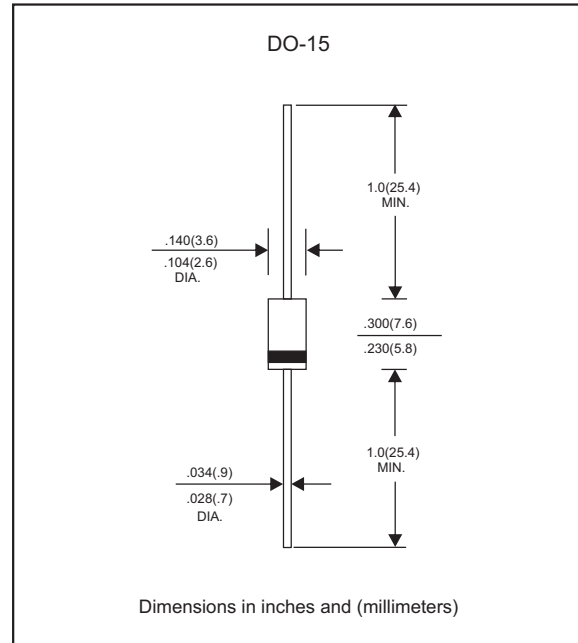 DO-15
1.0(25.4)
MIN.
.140(3.6)
.104(2.6)
DIA.
.300(7.6)
.230(5.8)
1.0(25.4)
MIN.
.034(.9)
.028(.7)
DIA.
Dimensions in inches and (millimeters)